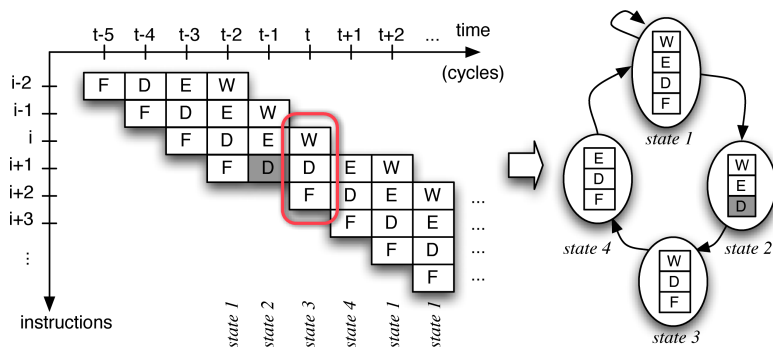 t-5 t-4 t-3 t-2 t-1 t t+1 t+2 ... time
(cycles)
i-2 F D E W
i-1 F D E W
i F D E W
i+1 F D D E W
i+2 F D E W ...
i+3 F D E
F D ...
⋮ F ...
instructions
state 1
state 2
state 3
state 4
state 1
state 1
W
E
D
F
state 1
E
D
F
state 4
W
E
D
state 2
W
D
F
state 3